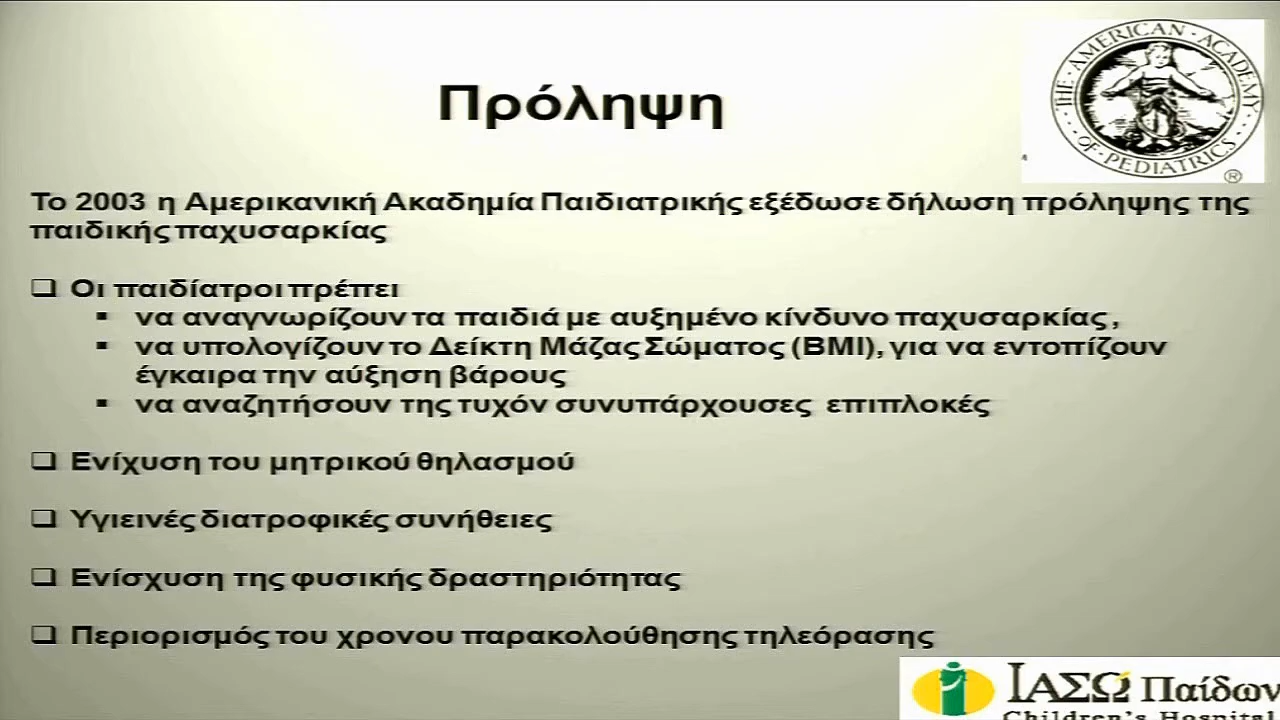 THE · AMERICAN · ACADEMY · OF · PEDIATRICS ®
Πρόληψη
Το 2003 η Αμερικανική Ακαδημία Παιδιατρικής εξέδωσε δήλωση πρόληψης της
παιδικής παχυσαρκίας
Οι παιδίατροι πρέπει
να αναγνωρίζουν τα παιδιά με αυξημένο κίνδυνο παχυσαρκίας,
να υπολογίζουν το Δείκτη Μάζας Σώματος (BMI), για να εντοπίζουν
έγκαιρα την αύξηση βάρους
να αναζητήσουν της τυχόν συνυπάρχουσες επιπλοκές
Ενίχυση του μητρικού θηλασμού
Υγιεινές διατροφικές συνήθειες
Ενίσχυση της φυσικής δραστηριότητας
Περιορισμός του χρονου παρακολούθησης τηλεόρασης
ΙΑΣΩ Παίδων
Children's Hospital